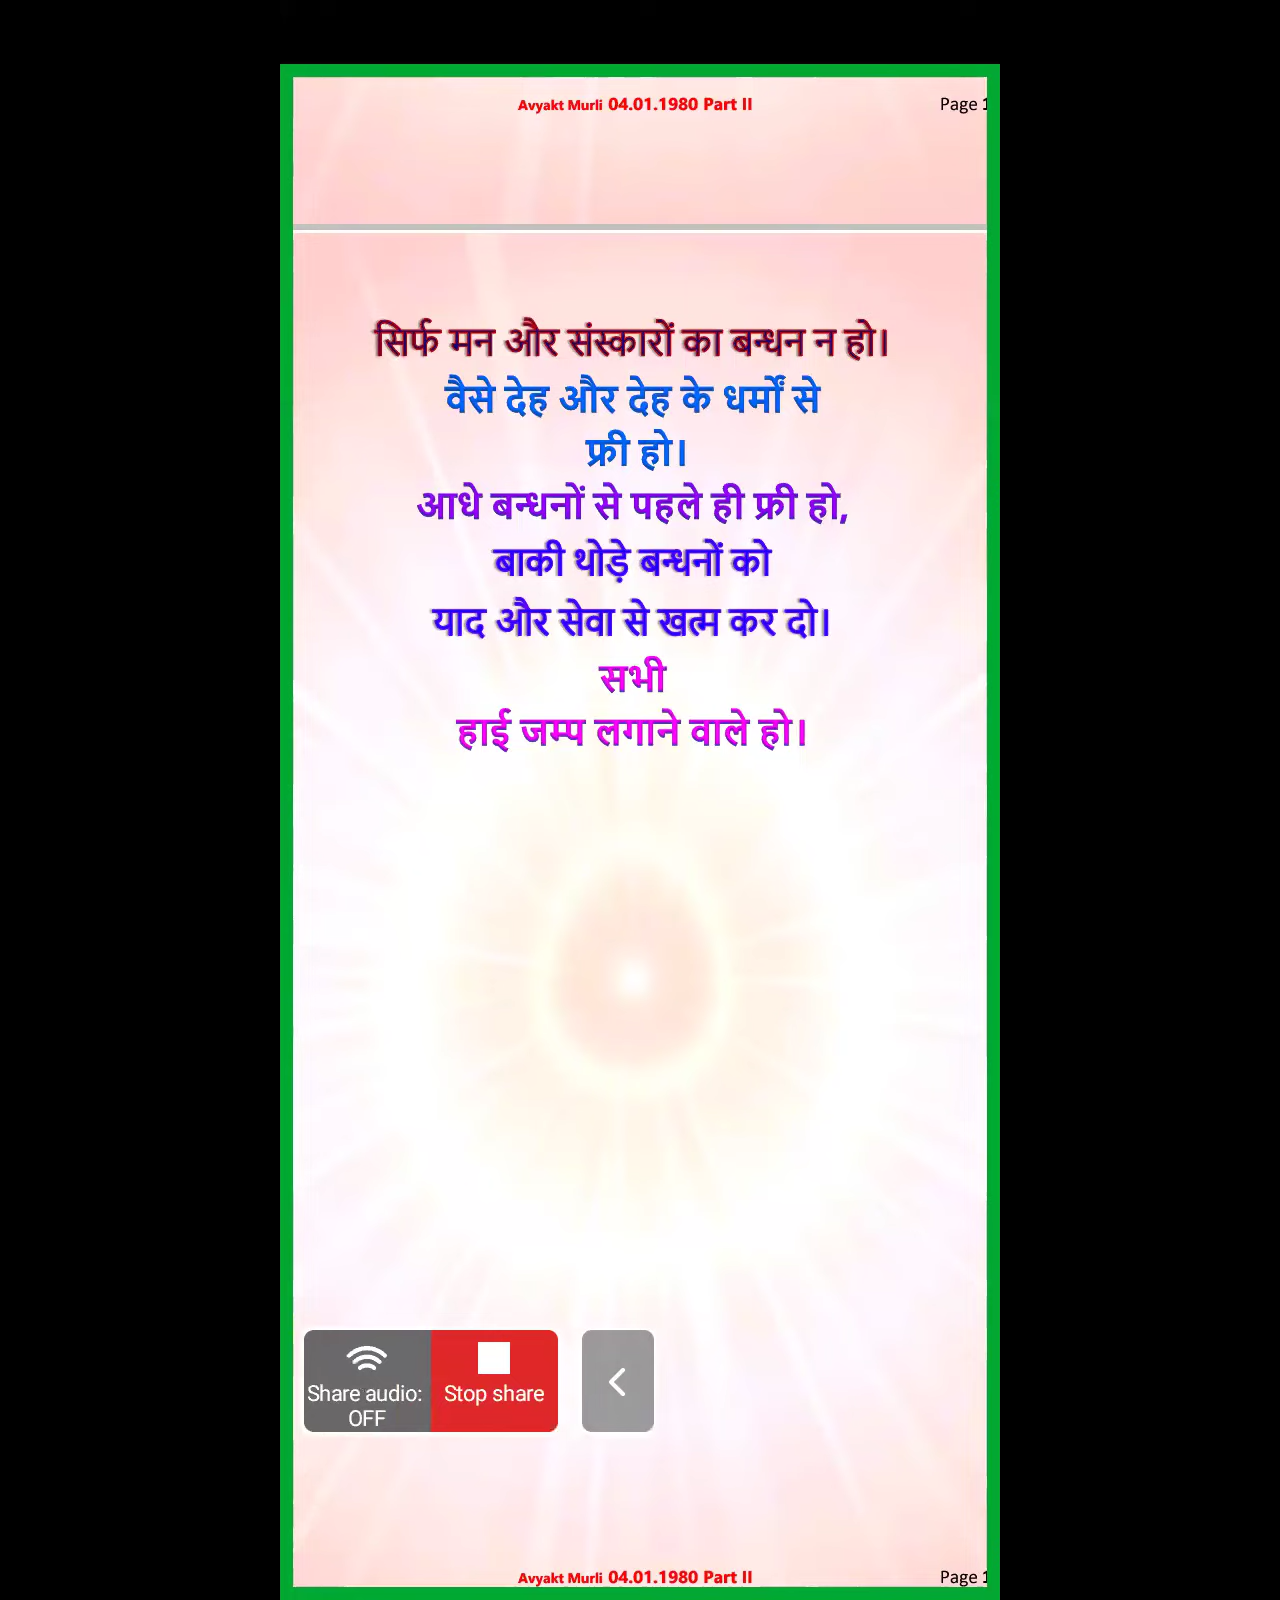 Avyakt Murli 04.01.1980 Part II Page 1
सिर्फ मन और संस्कारों का बन्धन न हो।
वैसे देह और देह के धर्मों से
फ्री हो।
आधे बन्धनों से पहले ही फ्री हो,
बाकी थोड़े बन्धनों को
याद और सेवा से खत्म कर दो।
सभी
हाई जम्प लगाने वाले हो।
Share audio:
OFF
Stop share
Avyakt Murli 04.01.1980 Part II Page 1